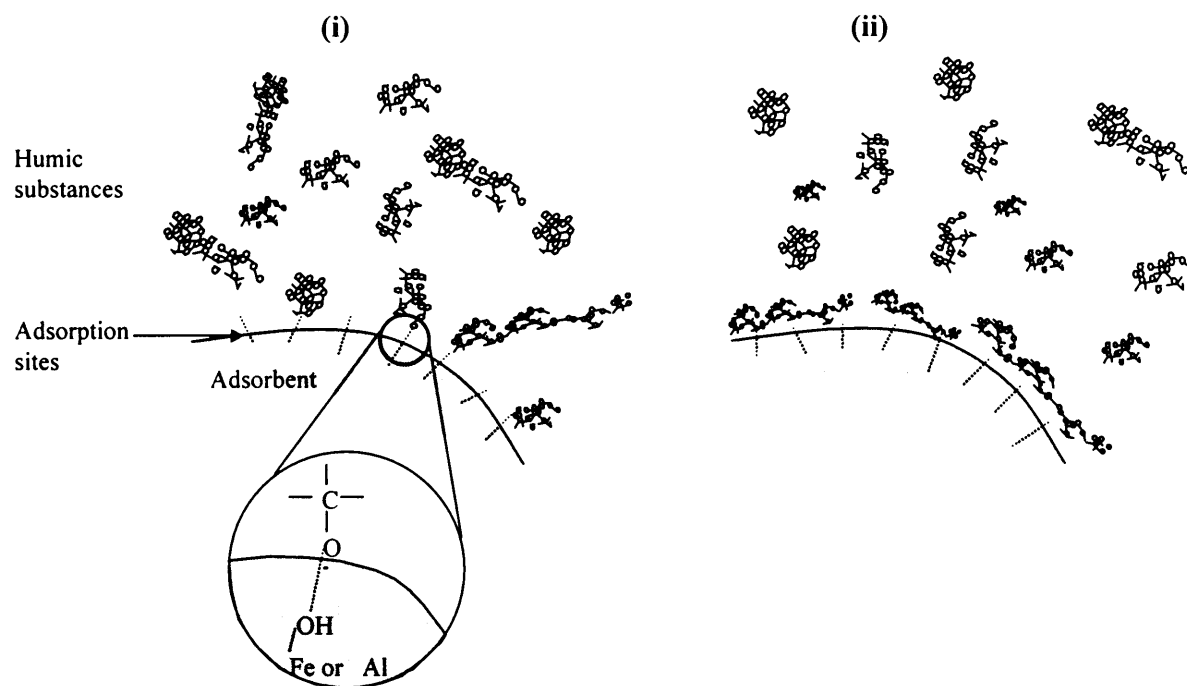 (i)
(ii)
Humic
substances
Adsorption
sites
Adsorbent
C
O
OH
Fe or Al